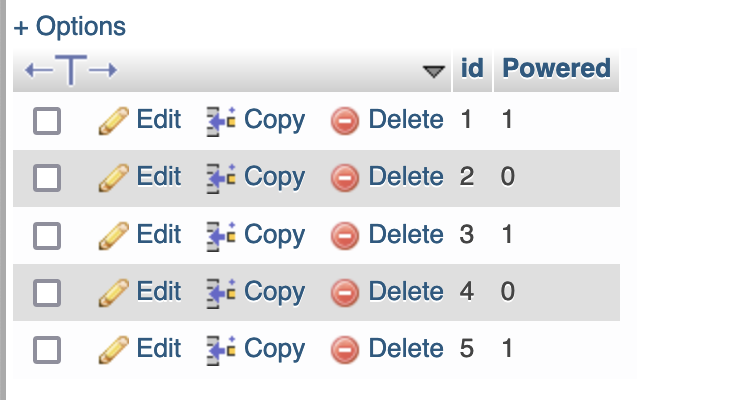 + Options
←T→ ▼ id Powered
Edit Copy Delete 1 1
Edit Copy Delete 2 0
Edit Copy Delete 3 1
Edit Copy Delete 4 0
Edit Copy Delete 5 1